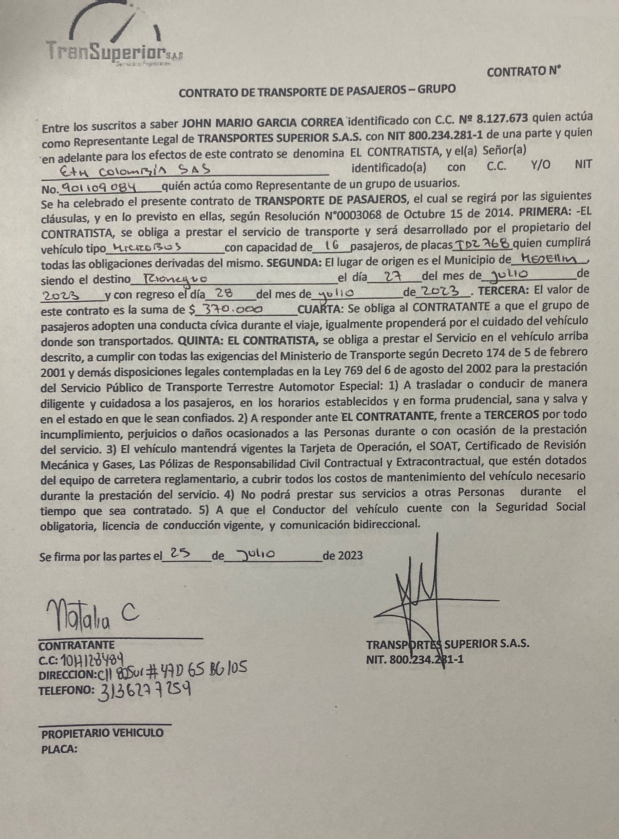 TranSuperior S.A.S
CONTRATO N°
CONTRATO DE TRANSPORTE DE PASAJEROS – GRUPO
Entre los suscritos a saber JOHN MARIO GARCIA CORREA identificado con C.C. Nº 8.127.673 quien actúa
como Representante Legal de TRANSPORTES SUPERIOR S.A.S. con NIT 800.234.281-1 de una parte y quien
en adelante para los efectos de este contrato se denomina EL CONTRATISTA, y el(a) Señor(a)
Colombia SAS identificado(a) con C.C. Y/O NIT
No. 901109084 quién actúa como Representante de un grupo de usuarios.
Se ha celebrado el presente contrato de TRANSPORTE DE PASAJEROS, el cual se regirá por las siguientes
cláusulas, y en lo previsto en ellas, según Resolución N°0003068 de Octubre 15 de 2014. PRIMERA: -EL
CONTRATISTA, se obliga a prestar el servicio de transporte y será desarrollado por el propietario del
vehículo tipo MICROBUS con capacidad de 16 pasajeros, de placas TDZ768 quien cumplirá
todas las obligaciones derivadas del mismo. SEGUNDA: El lugar de origen es el Municipio de MEDELLIN,
siendo el destino Rionegro el día 27 del mes de julio de
2023 y con regreso el día 28 del mes de julio de 2023. TERCERA: El valor de
este contrato es la suma de $ 370.000 CUARTA: Se obliga al CONTRATANTE a que el grupo de
pasajeros adopten una conducta cívica durante el viaje, igualmente propenderá por el cuidado del vehículo
donde son transportados. QUINTA: EL CONTRATISTA, se obliga a prestar el Servicio en el vehículo arriba
descrito, a cumplir con todas las exigencias del Ministerio de Transporte según Decreto 174 de 5 de febrero
2001 y demás disposiciones legales contempladas en la Ley 769 del 6 de agosto del 2002 para la prestación
del Servicio Público de Transporte Terrestre Automotor Especial: 1) A trasladar o conducir de manera
diligente y cuidadosa a los pasajeros, en los horarios establecidos y en forma prudencial, sana y salva y
en el estado en que le sean confiados. 2) A responder ante EL CONTRATANTE, frente a TERCEROS por todo
incumplimiento, perjuicios o daños ocasionados a las Personas durante o con ocasión de la prestación
del servicio. 3) El vehículo mantendrá vigentes la Tarjeta de Operación, el SOAT, Certificado de Revisión
Mecánica y Gases, Las Pólizas de Responsabilidad Civil Contractual y Extracontractual, que estén dotados
del equipo de carretera reglamentario, a cubrir todos los costos de mantenimiento del vehículo necesario
durante la prestación del servicio. 4) No podrá prestar sus servicios a otras Personas durante el
tiempo que sea contratado. 5) A que el Conductor del vehículo cuente con la Seguridad Social
obligatoria, licencia de conducción vigente, y comunicación bidireccional.
Se firma por las partes el 25 de Julio de 2023
Natalia C
CONTRATANTE
C.C:
DIRECCION: Cll 80Sur # 47D 65 BG 105
TELEFONO: 3136277259
TRANSPORTES SUPERIOR S.A.S.
NIT. 800.234.281-1
PROPIETARIO VEHICULO
PLACA: